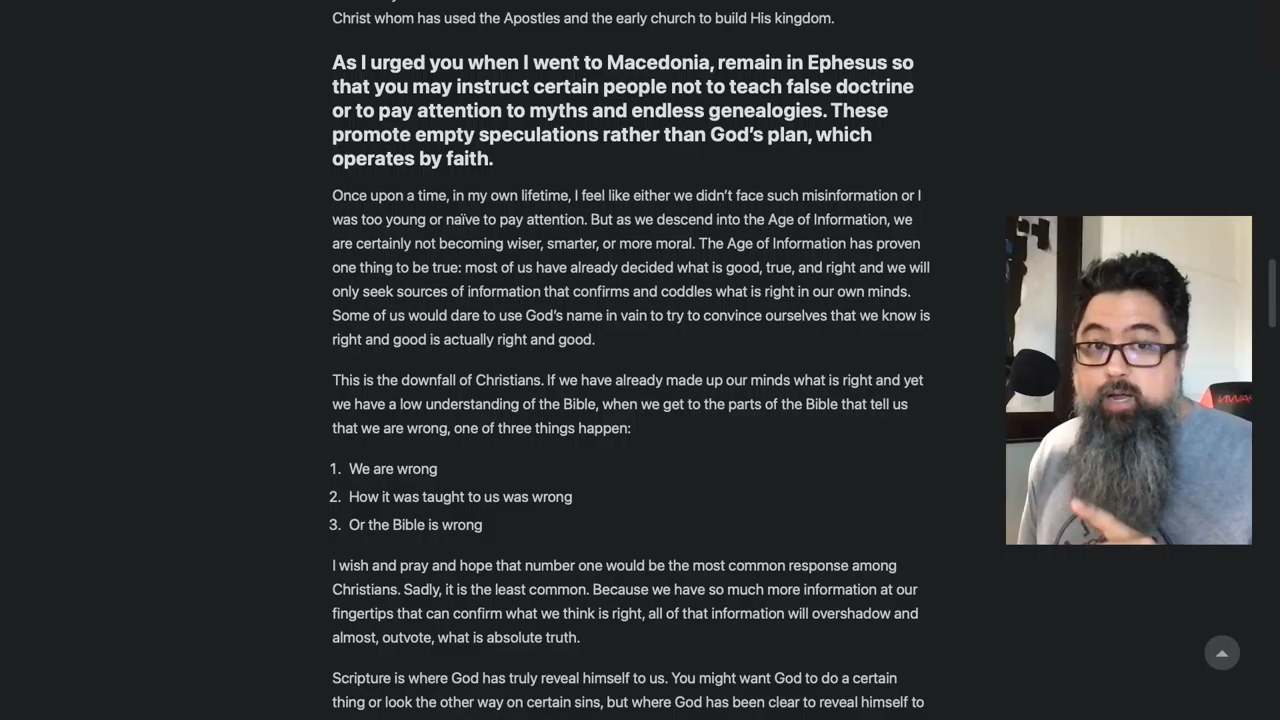 Christ whom has used the Apostles and the early church to build His kingdom.
As I urged you when I went to Macedonia, remain in Ephesus so
that you may instruct certain people not to teach false doctrine
or to pay attention to myths and endless genealogies. These
promote empty speculations rather than God’s plan, which
operates by faith.
Once upon a time, in my own lifetime, I feel like either we didn’t face such misinformation or I
was too young or naïve to pay attention. But as we descend into the Age of Information, we
are certainly not becoming wiser, smarter, or more moral. The Age of Information has proven
one thing to be true: most of us have already decided what is good, true, and right and we will
only seek sources of information that confirms and coddles what is right in our own minds.
Some of us would dare to use God’s name in vain to try to convince ourselves that we know is
right and good is actually right and good.
This is the downfall of Christians. If we have already made up our minds what is right and yet
we have a low understanding of the Bible, when we get to the parts of the Bible that tell us
that we are wrong, one of three things happen:
1. We are wrong
2. How it was taught to us was wrong
3. Or the Bible is wrong
I wish and pray and hope that number one would be the most common response among
Christians. Sadly, it is the least common. Because we have so much more information at our
fingertips that can confirm what we think is right, all of that information will overshadow and
almost, outvote, what is absolute truth.
Scripture is where God has truly reveal himself to us. You might want God to do a certain
thing or look the other way on certain sins, but where God has been clear to reveal himself to